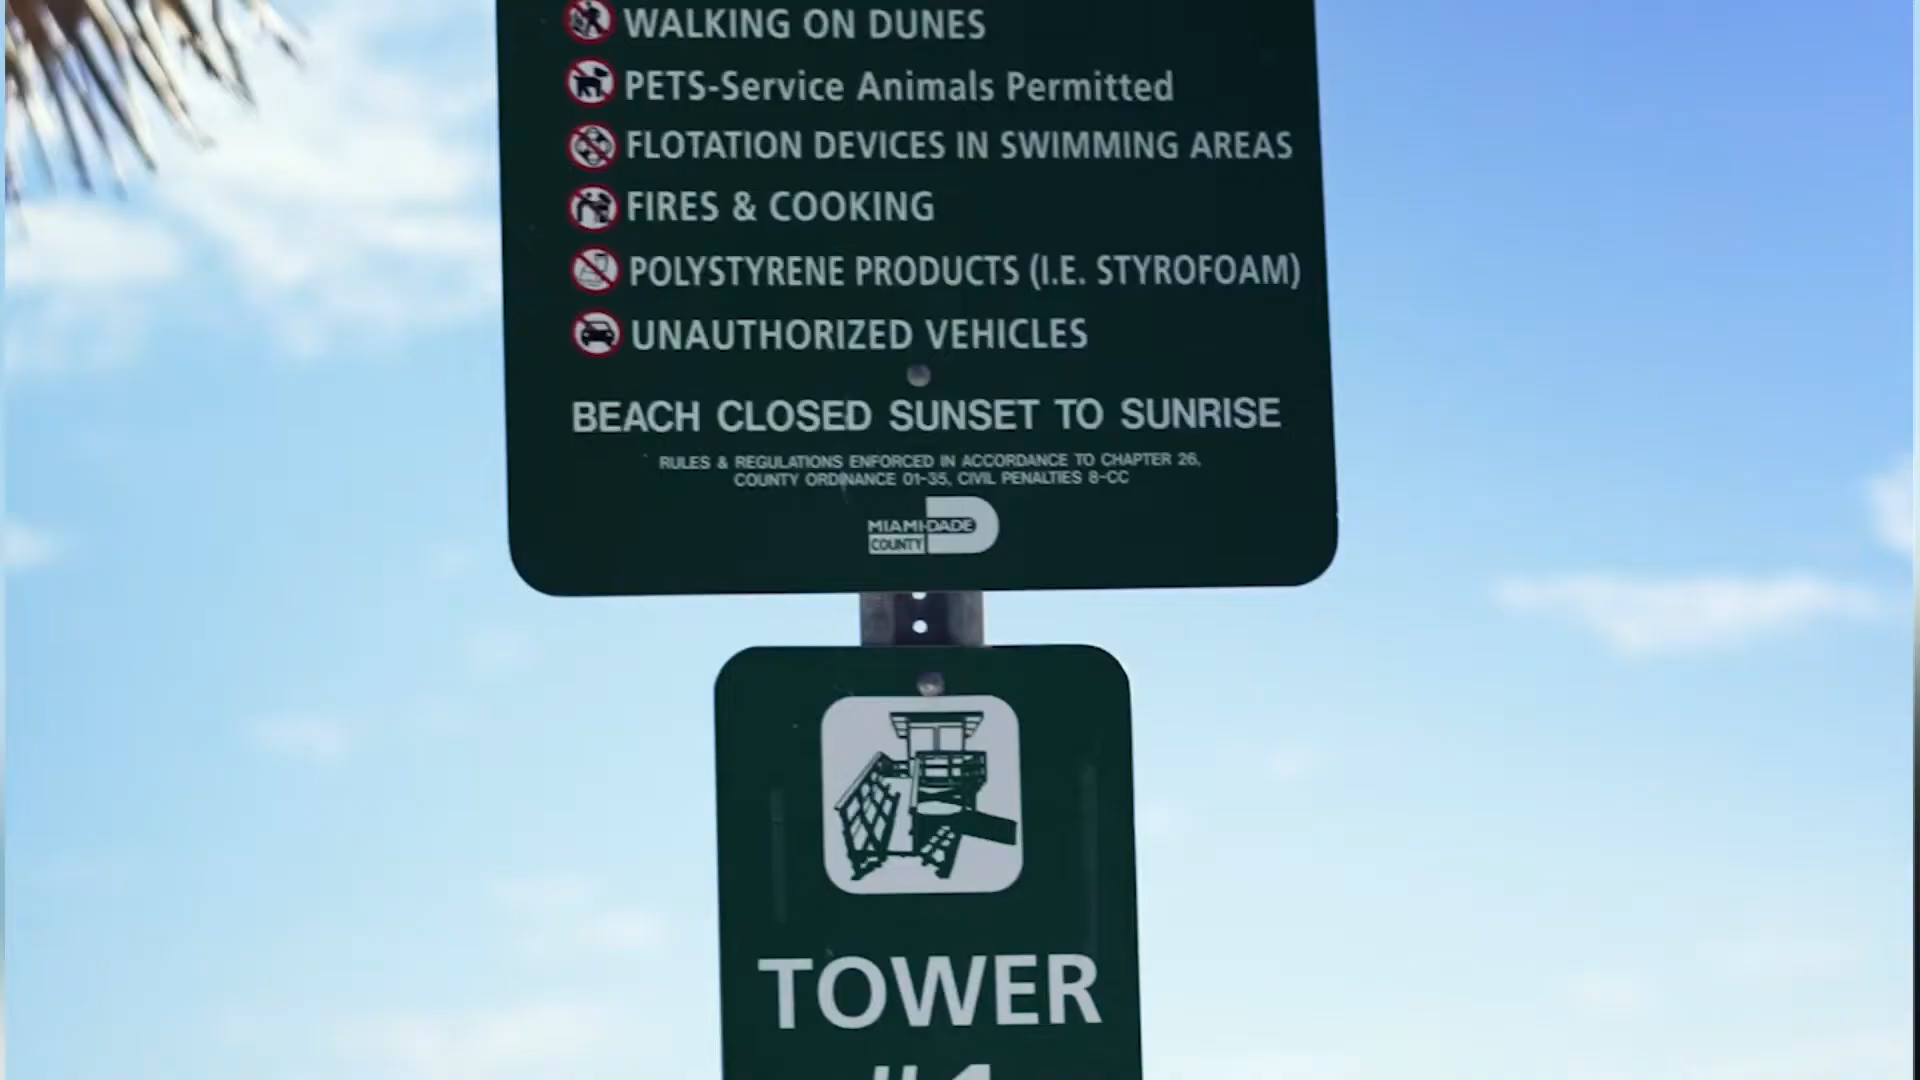 WALKING ON DUNES
PETS-Service Animals Permitted
FLOTATION DEVICES IN SWIMMING AREAS
FIRES & COOKING
POLYSTYRENE PRODUCTS (I.E. STYROFOAM)
UNAUTHORIZED VEHICLES
BEACH CLOSED SUNSET TO SUNRISE
RULES & REGULATIONS ENFORCED IN ACCORDANCE TO CHAPTER 26,
COUNTY ORDINANCE 01-35, CIVIL PENALTIES 8-CC
MIAMI-DADE
COUNTY
TOWER